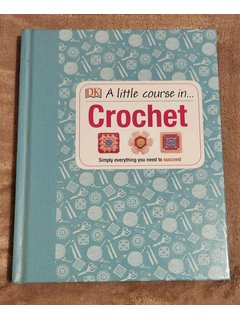 DK A little course in...
Crochet
Simply everything you need to succeed